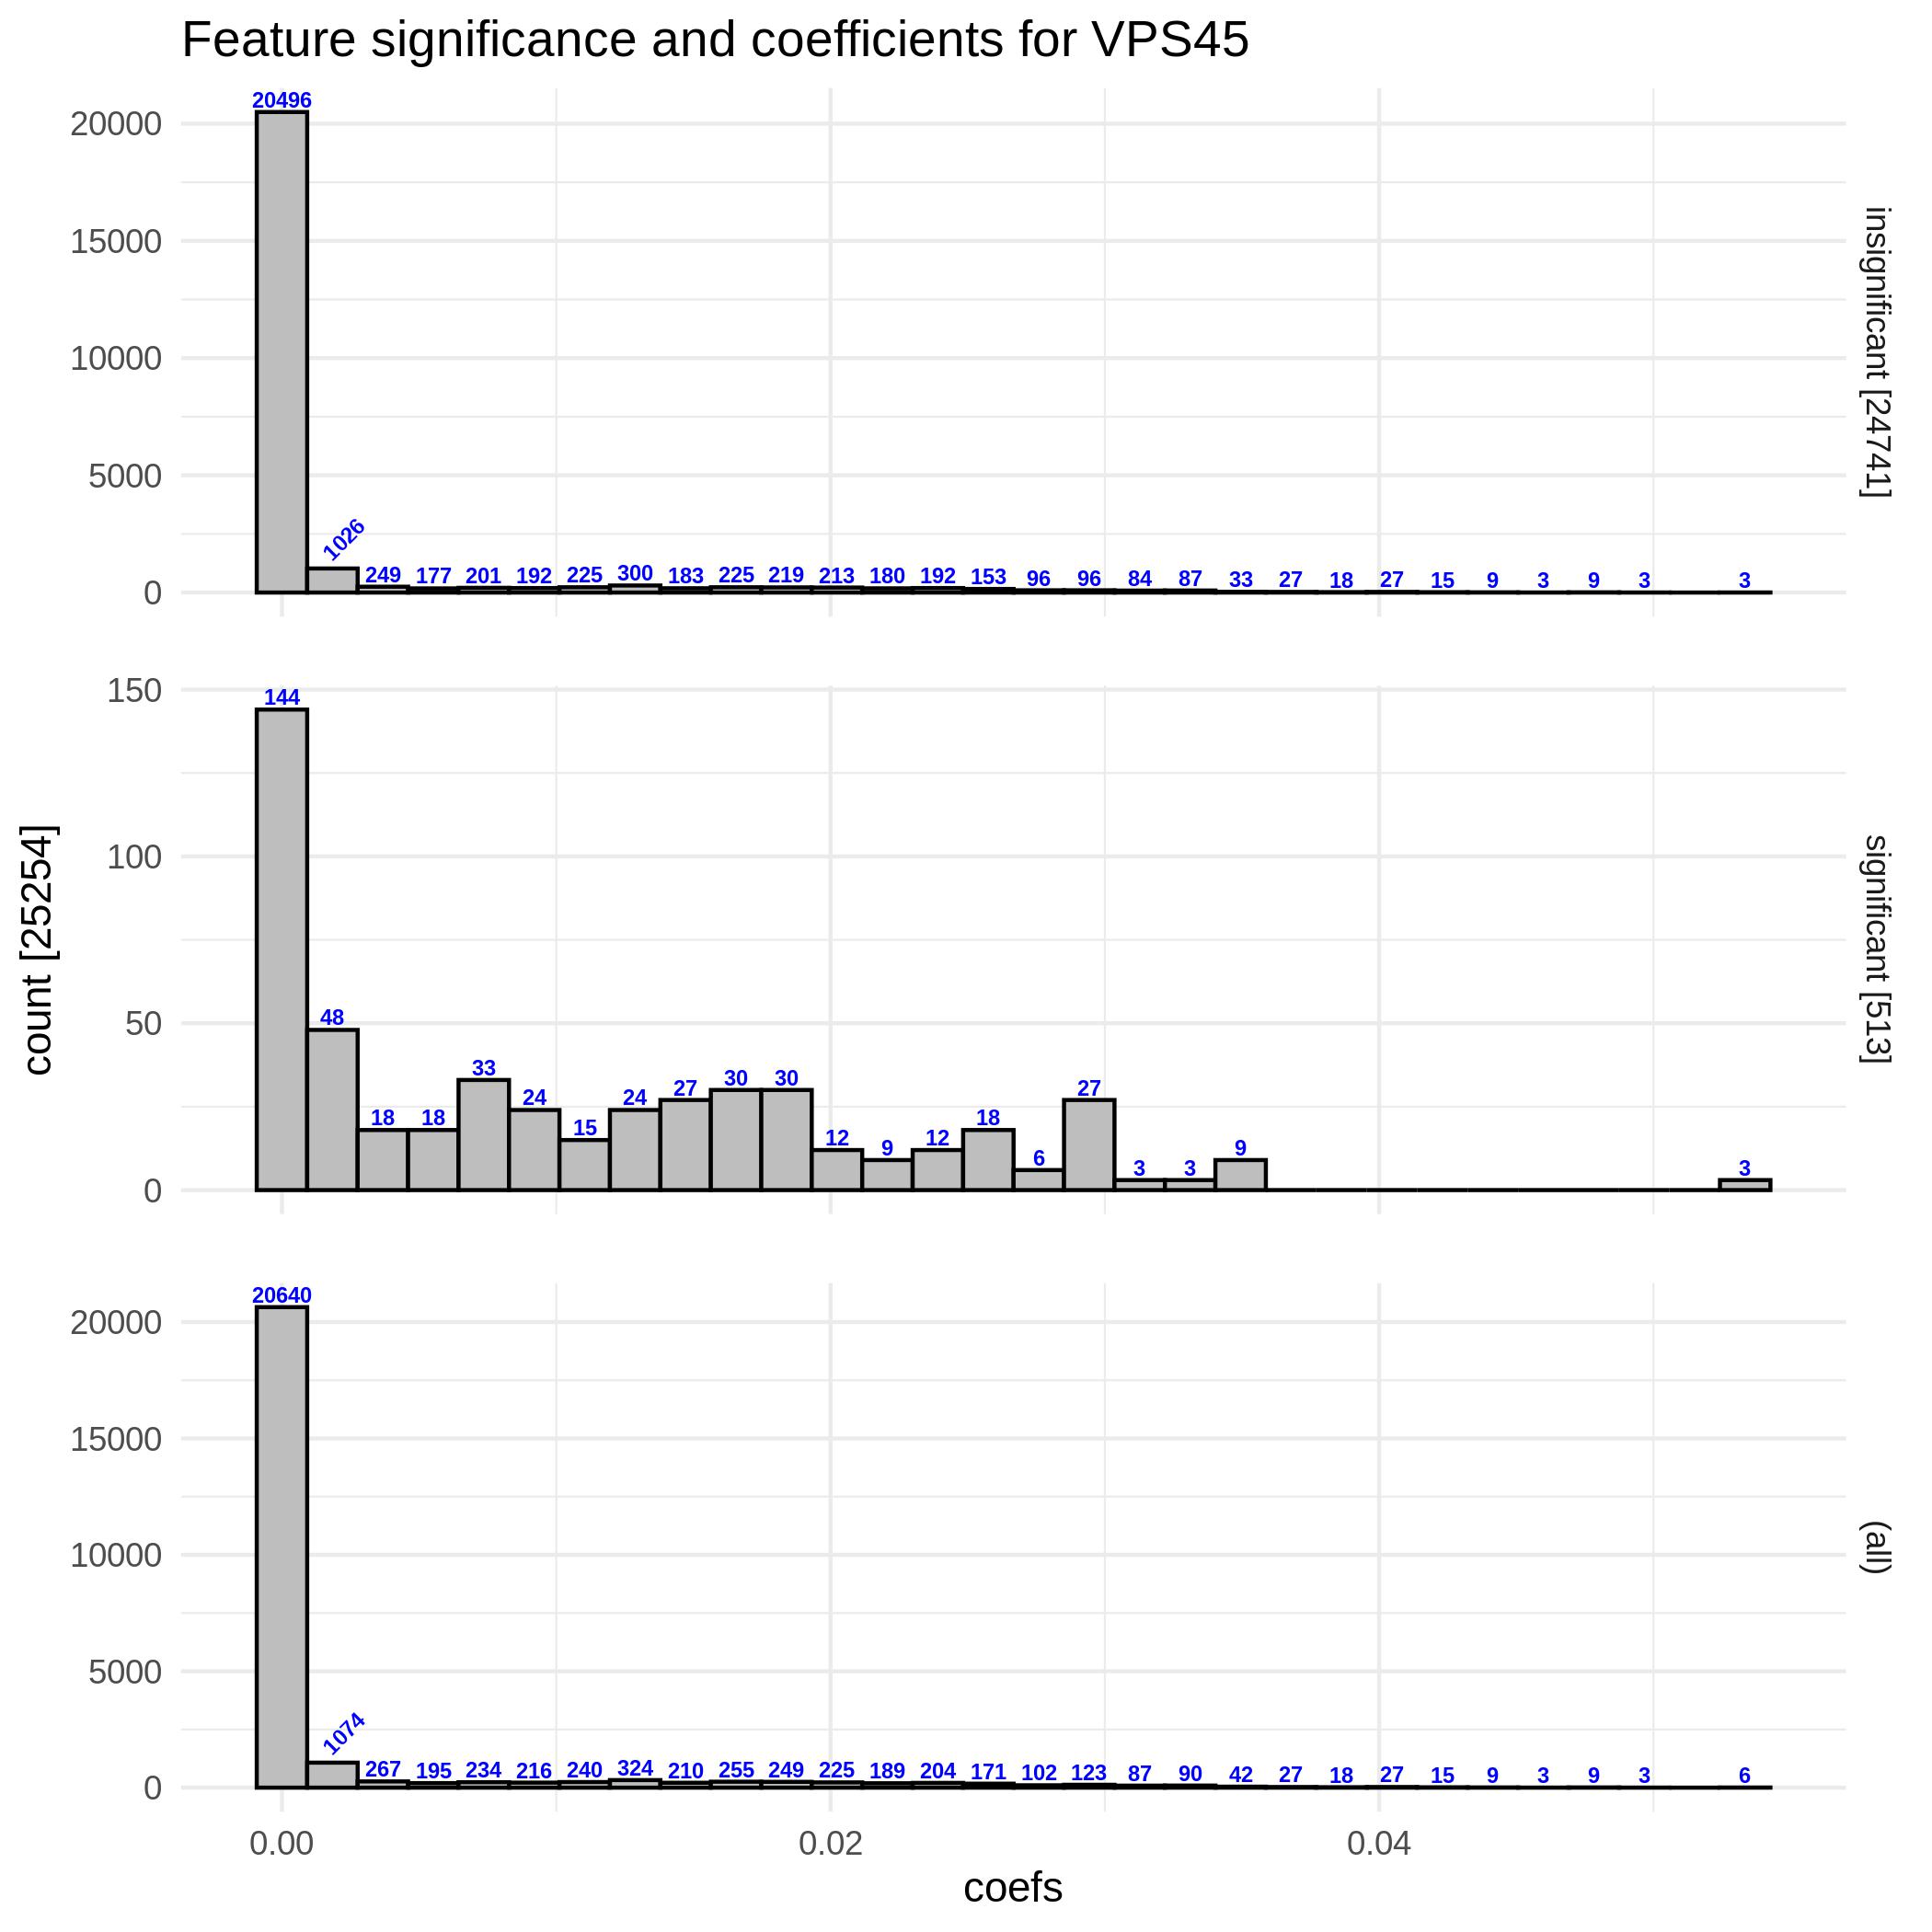 Feature significance and coefficients for VPS45
20496
20000
15000
10000
5000
0
1026
249 177 201 192 225 300 183 225 219 213 180 192 153 96 96 84 87 33 27 18 27 15 9 3 9 3 3
insignificant [24741]
150
100
50
0
144
48
18 18 33 24 15 24 27 30 30 12 9 12 18 6 27 3 3 9 3
significant [513]
count [25254]
20640
20000
15000
10000
5000
0
1074
267 195 234 216 240 324 210 255 249 225 189 204 171 102 123 87 90 42 27 18 27 15 9 3 9 3 6
(all)
0.00 0.02 0.04
coefs